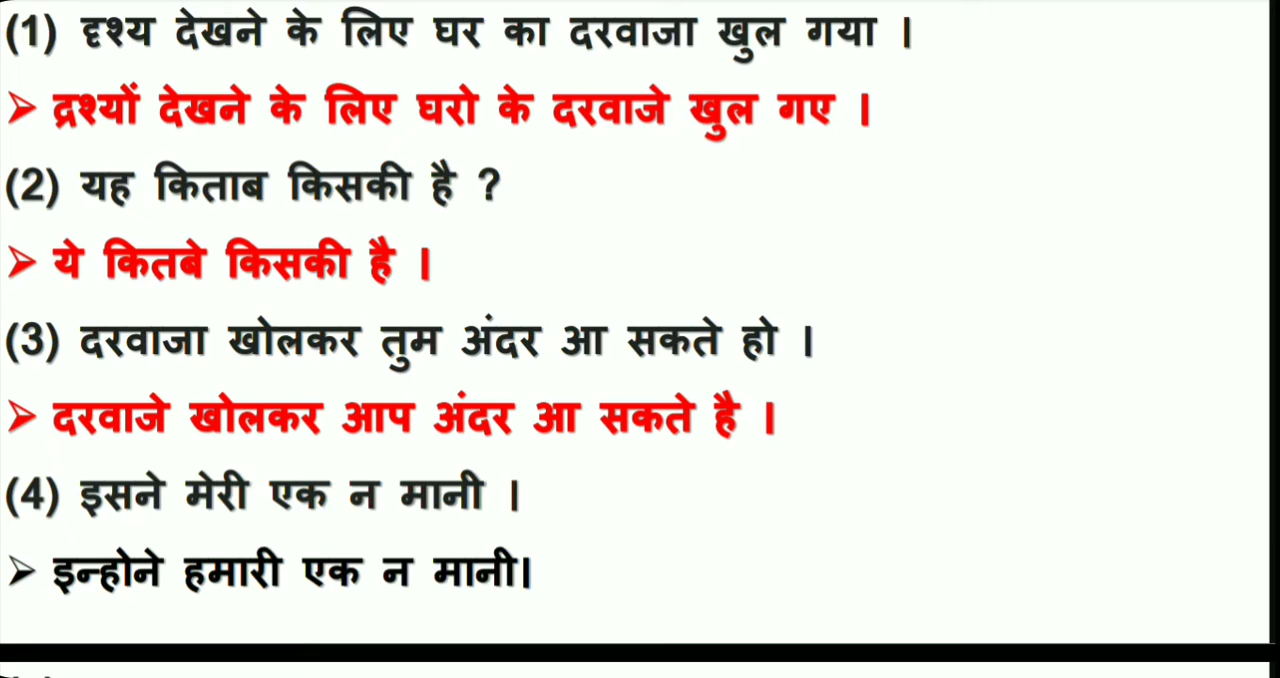 (1) दृश्य देखने के लिए घर का दरवाजा खुल गया ।
➢ द्रश्यों देखने के लिए घरो के दरवाजे खुल गए ।
(2) यह किताब किसकी है ?
➢ ये कितबे किसकी है ।
(3) दरवाजा खोलकर तुम अंदर आ सकते हो ।
➢ दरवाजे खोलकर आप अंदर आ सकते है ।
(4) इसने मेरी एक न मानी ।
➢ इन्होने हमारी एक न मानी।